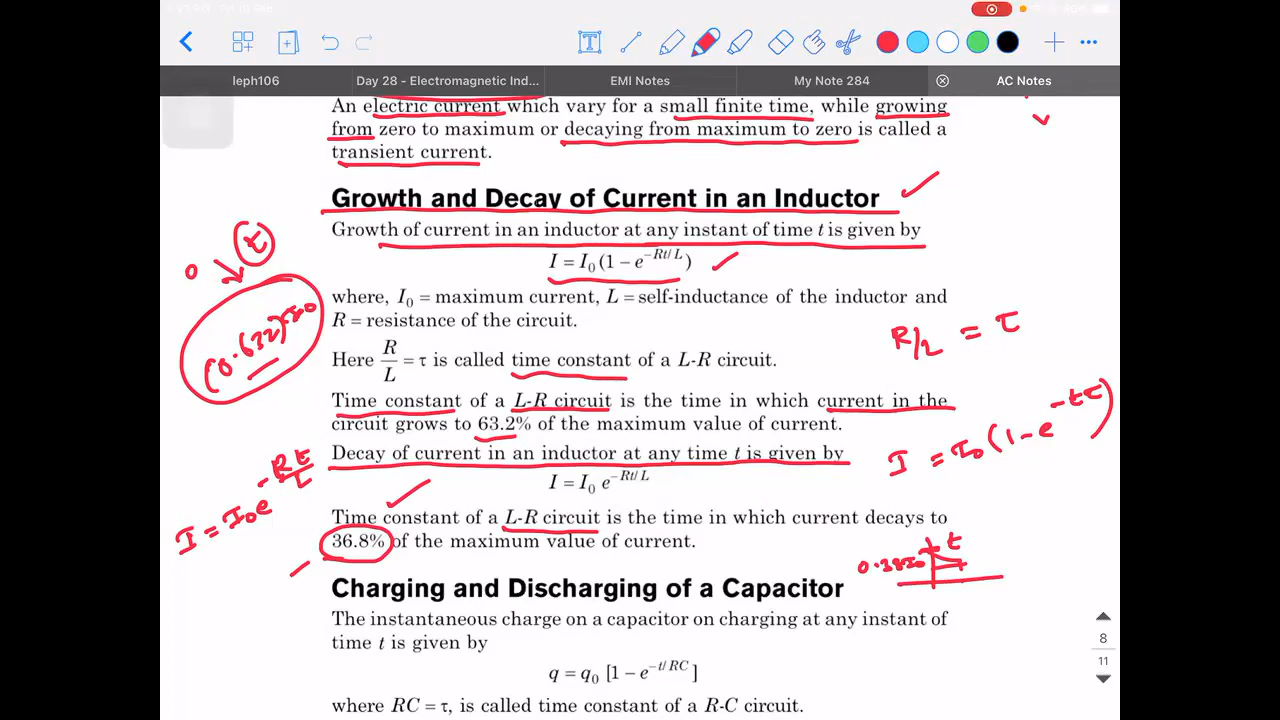 leph106
Day 28 - Electromagnetic Ind...
EMI Notes
My Note 284
AC Notes
An electric current which vary for a small finite time, while growing
from zero to maximum or decaying from maximum to zero is called a
transient current.
Growth and Decay of Current in an Inductor
Growth of current in an inductor at any instant of time t is given by
I = I₀ (1 − e^−Rt/L)
where, I₀ = maximum current, L = self-inductance of the inductor and
R = resistance of the circuit.
Here R/L = τ is called time constant of a L-R circuit.
Time constant of a L-R circuit is the time in which current in the
circuit grows to 63.2% of the maximum value of current.
Decay of current in an inductor at any time t is given by
I = I₀ e^−Rt/L
Time constant of a L-R circuit is the time in which current decays to
36.8% of the maximum value of current.
Charging and Discharging of a Capacitor
The instantaneous charge on a capacitor on charging at any instant of
time t is given by
q = q₀ [1 − e^−t/RC]
where RC = τ, is called time constant of a R-C circuit.
0
τ
(0.632)
I = I₀e^−Rt/L
R/L = τ
I = I₀(1−e^−tτ)
t
8
11